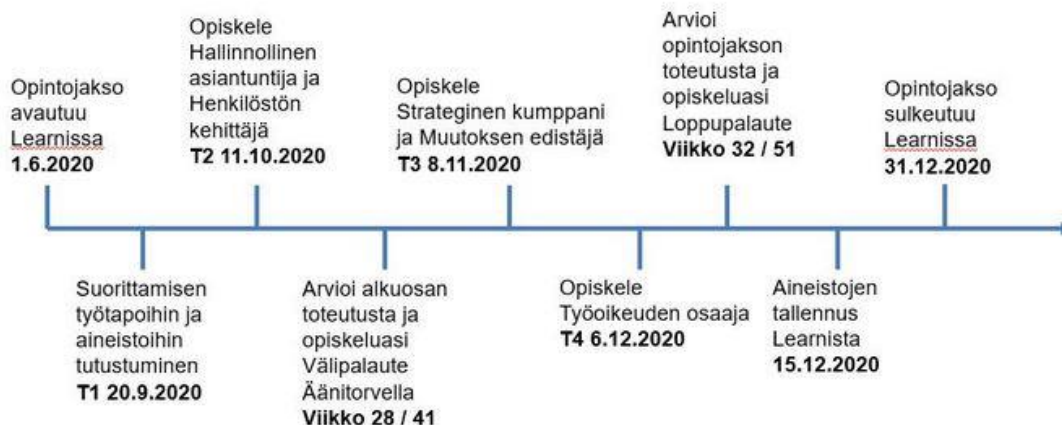 Opintojakso
avautuu
Learnissa
1.6.2020
Suorittamisen
työtapoihin ja
aineistoihin
tutustuminen
T1 20.9.2020
Opiskele
Hallinnollinen
asiantuntija ja
Henkilöstön
kehittäjä
T2 11.10.2020
Arvioi alkuosan
toteutusta ja
opiskeluasi
Välipalaute
Äänitorvella
Viikko 28 / 41
Opiskele
Strateginen kumppani
ja Muutoksen edistäjä
T3 8.11.2020
Opiskele
Työoikeuden osaaja
T4 6.12.2020
Arvioi
opintojakson
toteutusta ja
opiskeluasi
Loppupalaute
Viikko 32 / 51
Aineistojen
tallennus
Learnista
15.12.2020
Opintojakso
sulkeutuu
Learnissa
31.12.2020